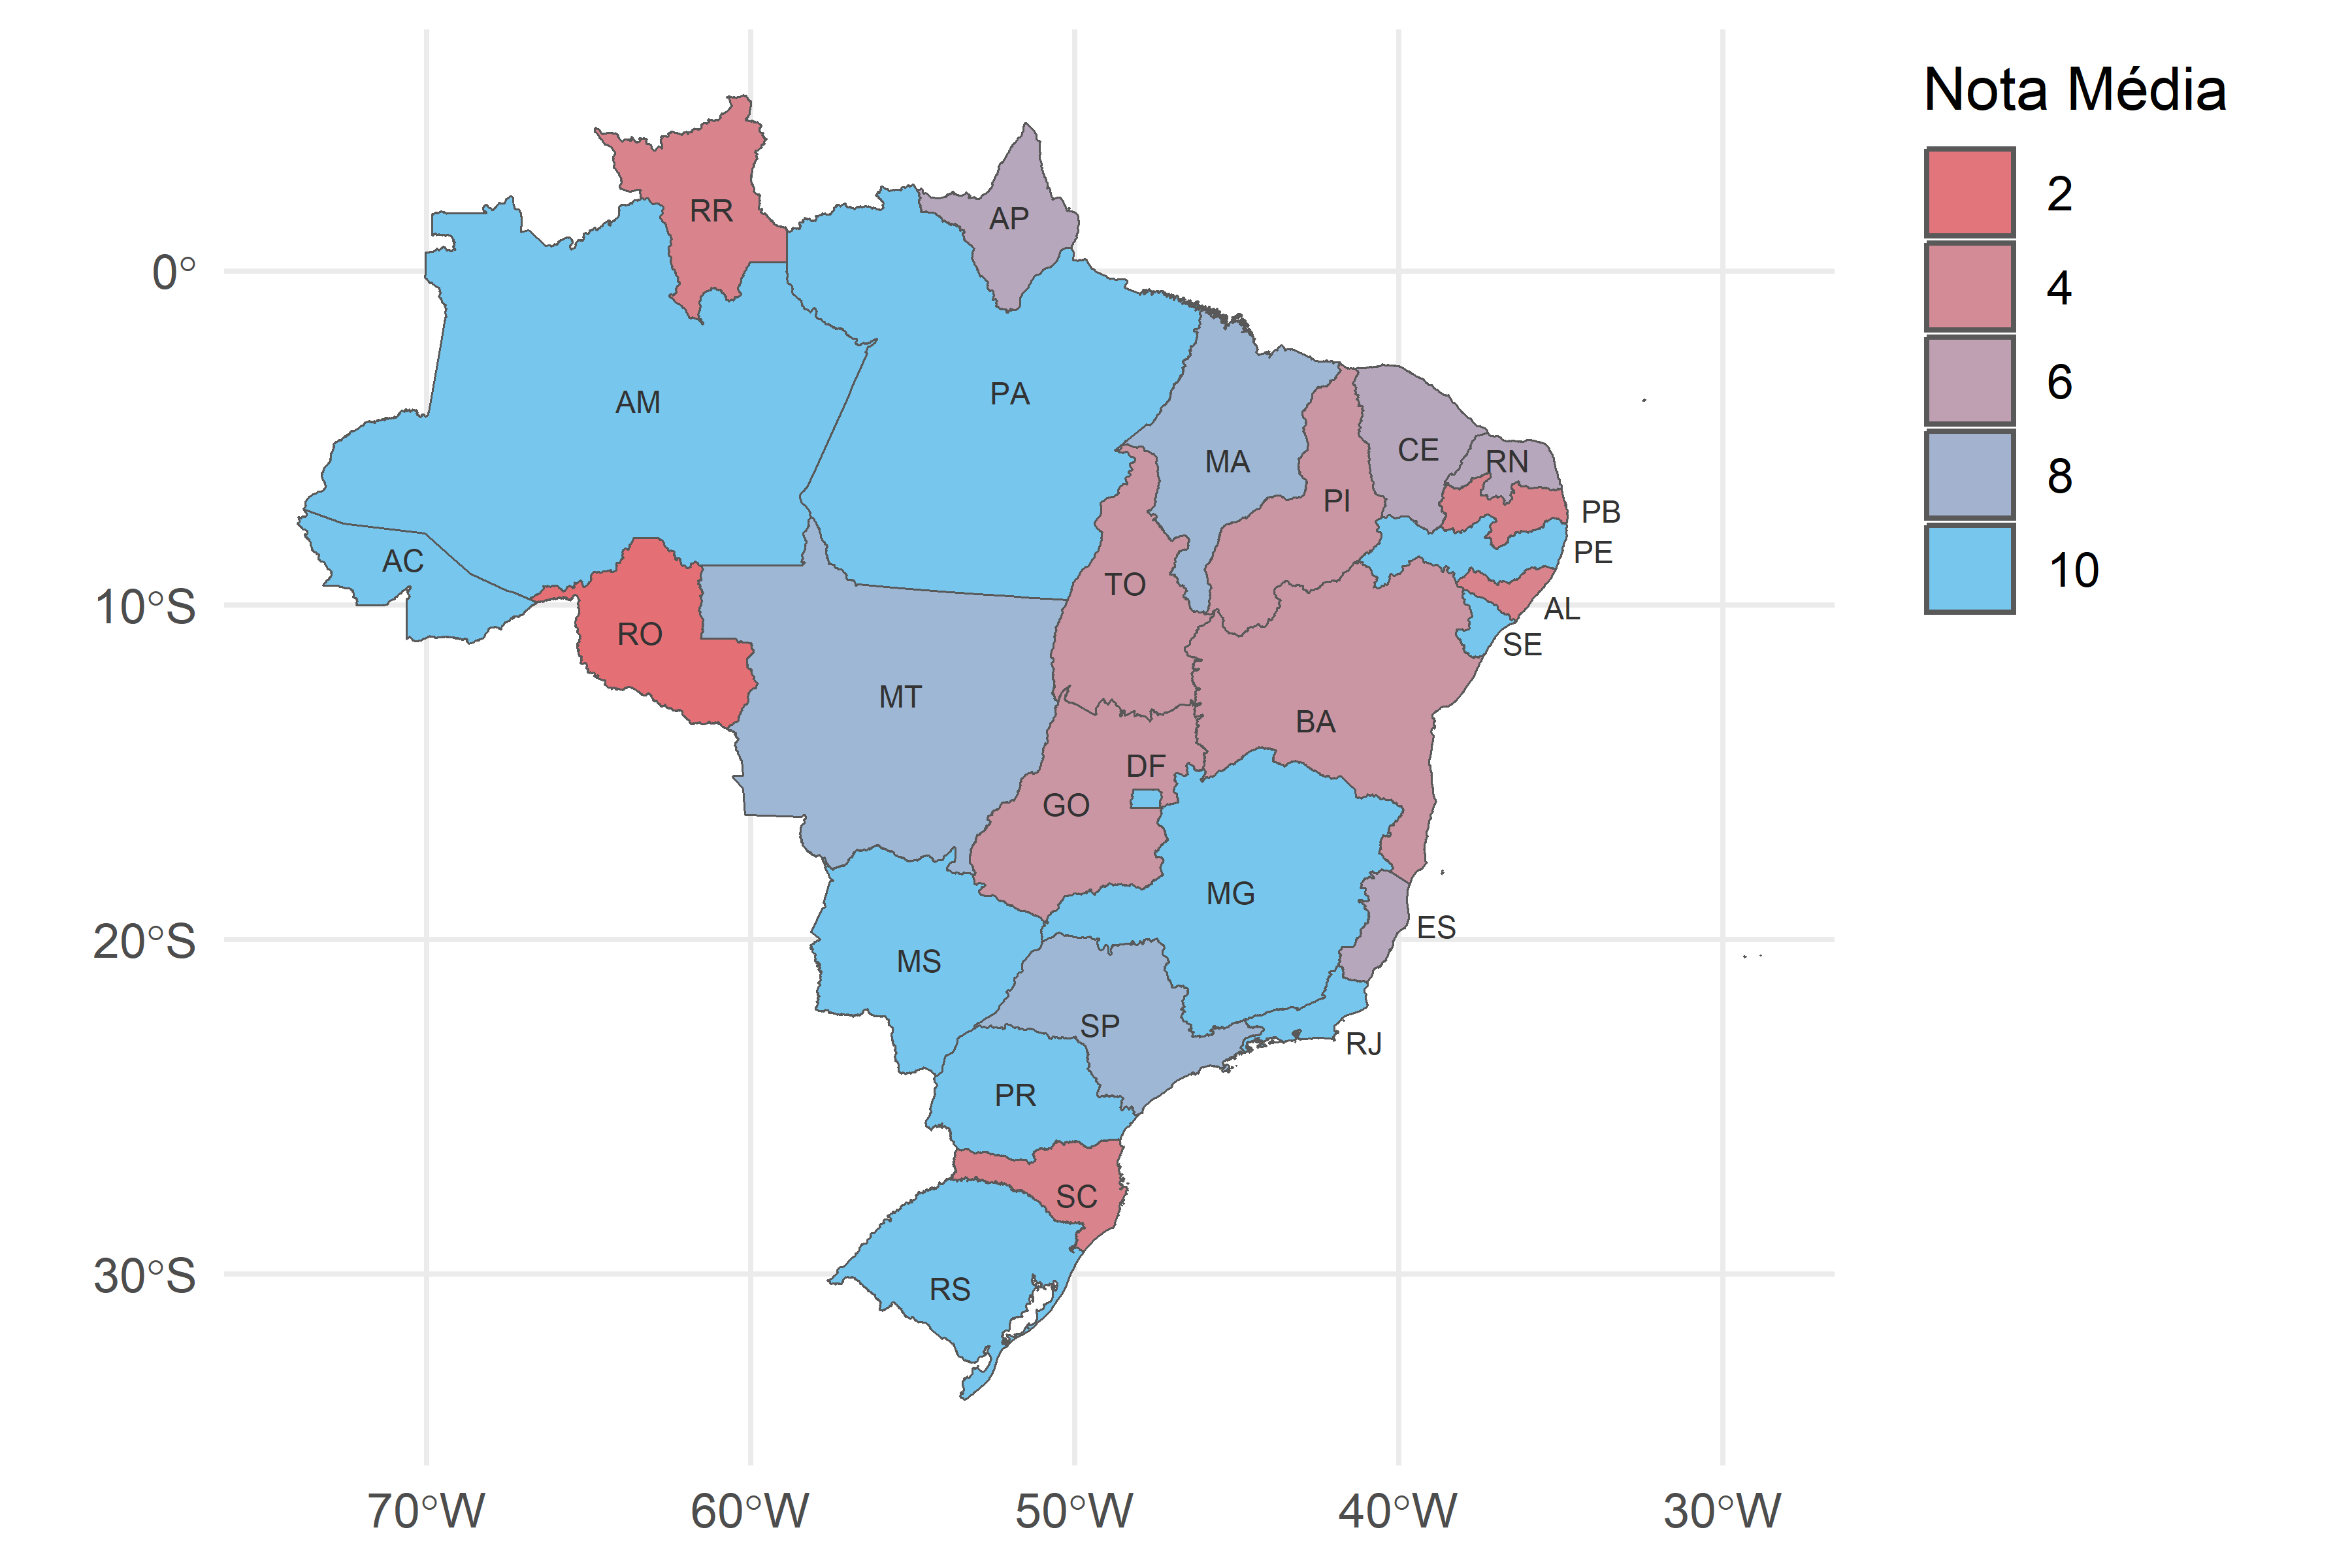 Nota Média
2
4
6
8
10
0°
10°S
20°S
30°S
70°W
60°W
50°W
40°W
30°W
RR
AP
AM
PA
MA
CE
RN
PI
PB
PE
AC
TO
AL
RO
SE
MT
BA
DF
GO
MG
ES
MS
SP
RJ
PR
SC
RS